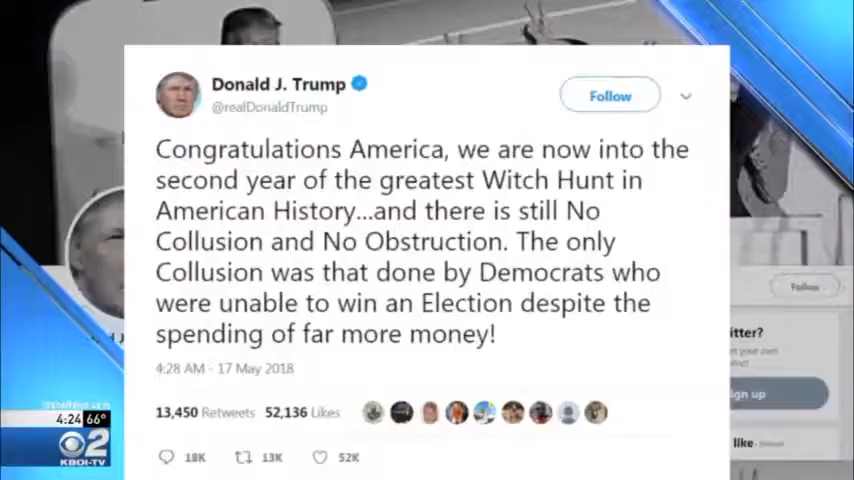 Donald J. Trump
@realDonaldTrump
Follow
Congratulations America, we are now into the
second year of the greatest Witch Hunt in
American History...and there is still No
Collusion and No Obstruction. The only
Collusion was that done by Democrats who
were unable to win an Election despite the
spending of far more money!
4:28 AM - 17 May 2018
13,450 Retweets 52,136 Likes
18K 13K 52K
Follow
itter?
sign up
like
4:24 66°
2
KBOI-TV